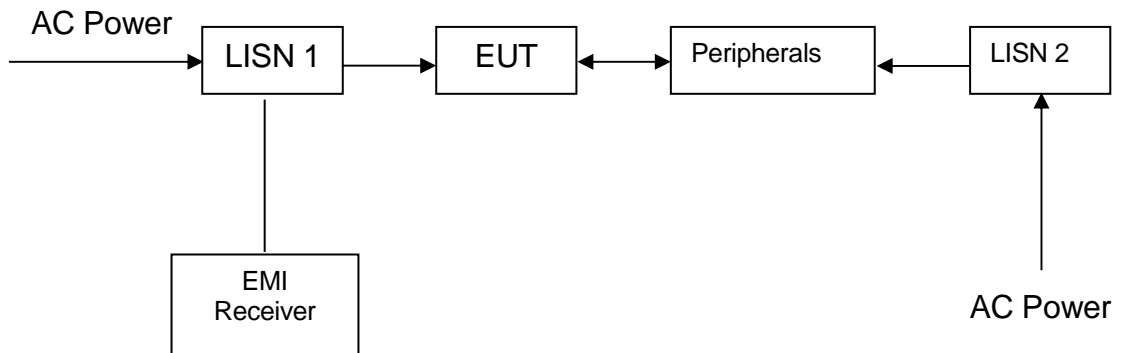 AC Power
LISN 1
EUT
Peripherals
LISN 2
EMI
Receiver
AC Power